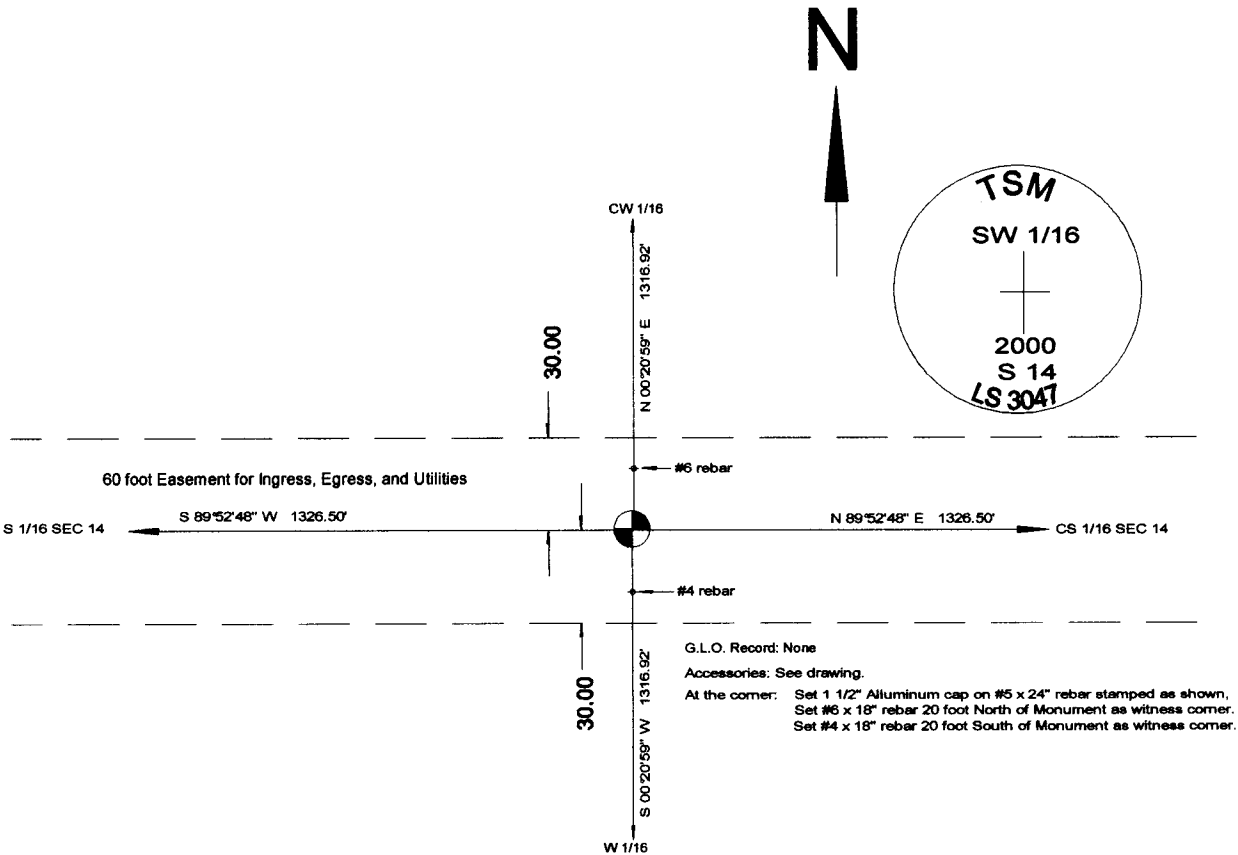 N
TSM
SW 1/16
2000
S 14
LS 3047
CW 1/16
N 00°20'59" E 1316.92'
30.00
#6 rebar
60 foot Easement for Ingress, Egress, and Utilities
S 89°52'48" W 1326.50'
N 89°52'48" E 1326.50'
S 1/16 SEC 14
CS 1/16 SEC 14
#4 rebar
30.00
S 00°20'59" W 1316.92'
W 1/16
G.L.O. Record: None
Accessories: See drawing.
At the corner: Set 1 1/2" Alluminum cap on #5 x 24" rebar stamped as shown,
Set #6 x 18" rebar 20 foot North of Monument as witness corner.
Set #4 x 18" rebar 20 foot South of Monument as witness corner.